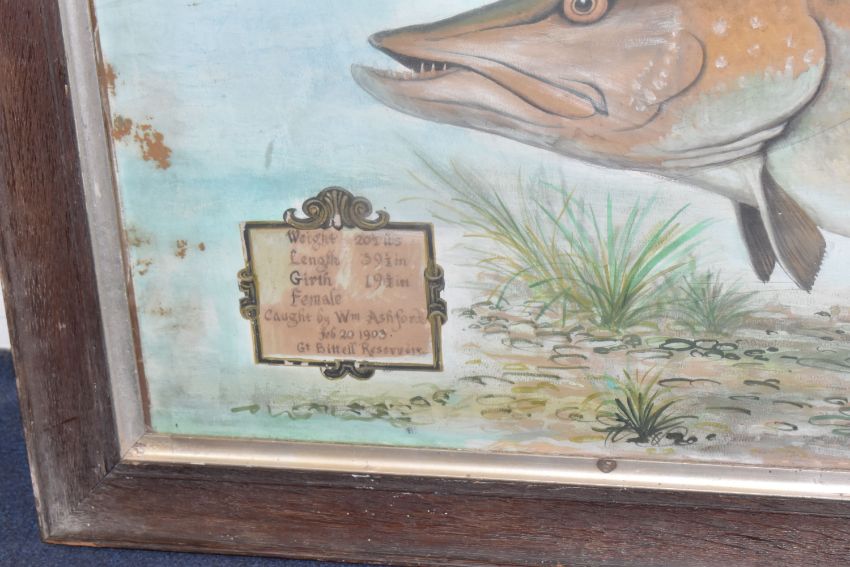 Weight 20½ lbs
Length 39½ in
Girth 19½ in
Female
Caught by Wm Ashford
Feb 20 1903.
Gt Bittell Reservoir